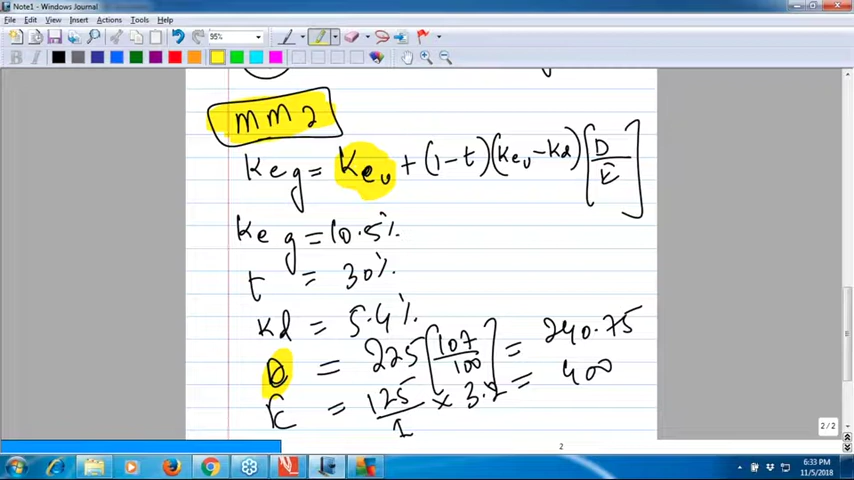 Note1 - Windows Journal
File Edit View Insert Actions Tools Help
95%
MM2
Keg = Keu + (1-t)(Keu-Kd)[D/E]
Keg = 10.5%
t = 30%
Kd = 5.4%
D = 225[107/100] = 240.75
E = 125/1 × 3.2 = 400
2
2/2
6:33 PM
11/5/2018